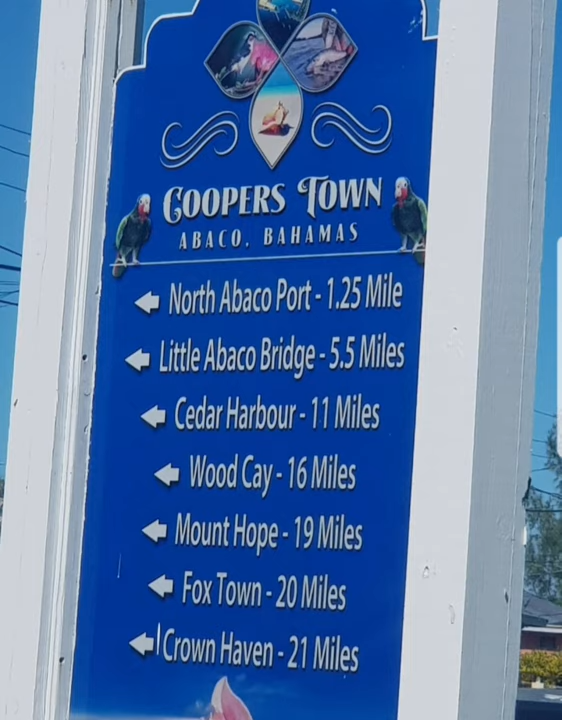 COOPERS TOWN
ABACO, BAHAMAS
North Abaco Port - 1.25 Mile
Little Abaco Bridge - 5.5 Miles
Cedar Harbour - 11 Miles
Wood Cay - 16 Miles
Mount Hope - 19 Miles
Fox Town - 20 Miles
Crown Haven - 21 Miles